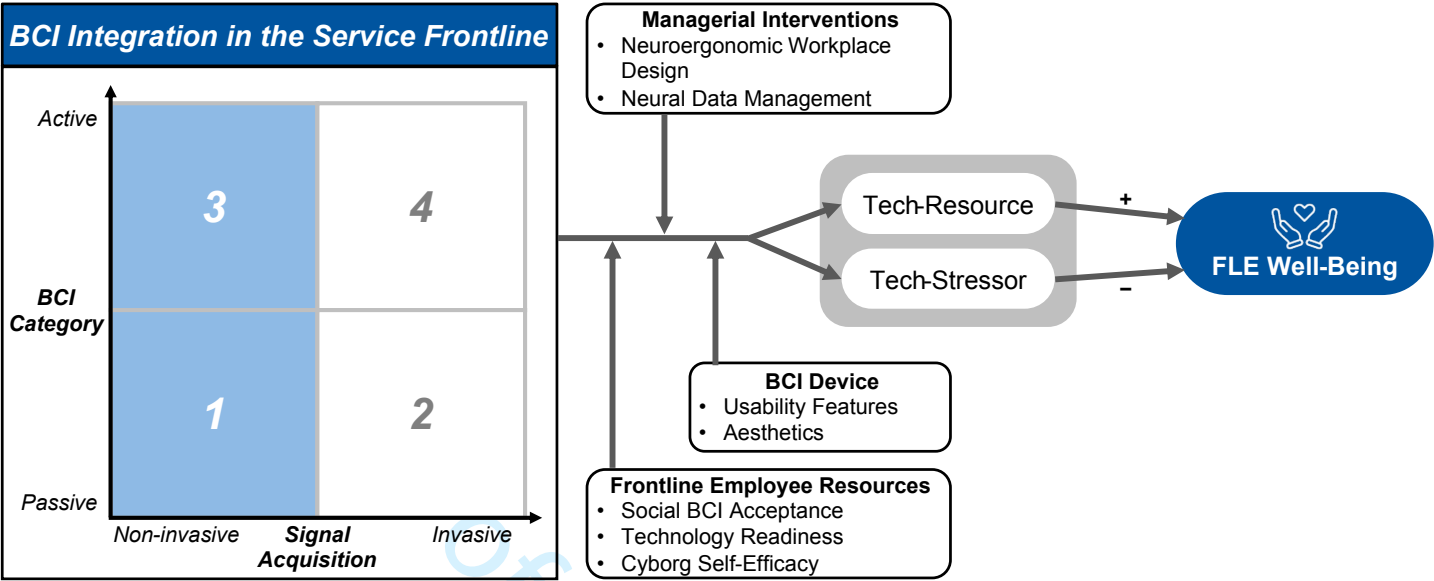 BCI Integration in the Service Frontline
Active
3
4
BCI
Category
1
2
Passive
Non-invasive
Signal
Acquisition
Invasive
Managerial Interventions
• Neuroergonomic Workplace
Design
• Neural Data Management
Tech-Resource
Tech-Stressor
+
–
FLE Well-Being
BCI Device
• Usability Features
• Aesthetics
Frontline Employee Resources
• Social BCI Acceptance
• Technology Readiness
• Cyborg Self-Efficacy